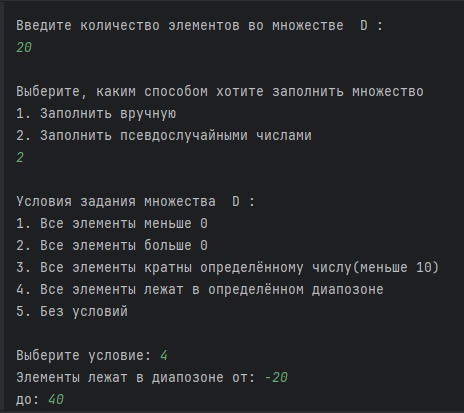 Введите количество элементов во множестве  D :
20
Выберите, каким способом хотите заполнить множество
1. Заполнить вручную
2. Заполнить псевдослучайными числами
2
Условия задания множества  D :
1. Все элементы меньше 0
2. Все элементы больше 0
3. Все элементы кратны определённому числу(меньше 10)
4. Все элементы лежат в определённом диапозоне
5. Без условий
Выберите условие: 4
Элементы лежат в диапозоне от: -20
до: 40